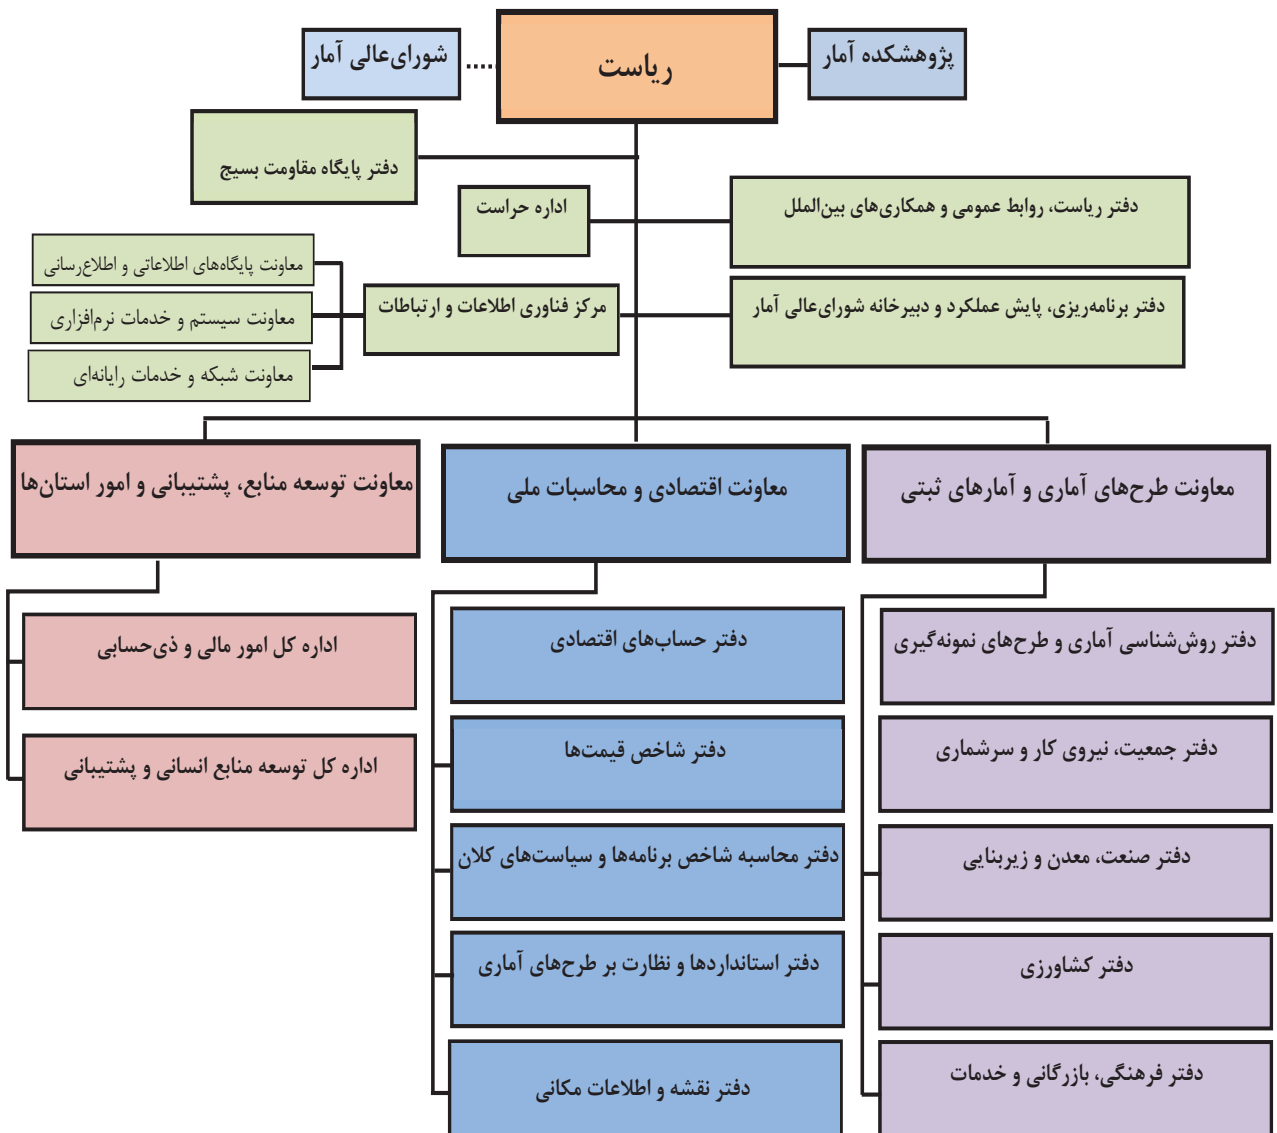 پژوهشکده آمار
ریاست
شورای‌عالی آمار
دفتر پایگاه مقاومت بسیج
دفتر ریاست، روابط عمومی و همکاری‌های بین‌الملل
اداره حراست
دفتر برنامه‌ریزی، پایش عملکرد و دبیرخانه شورای‌عالی آمار
مرکز فناوری اطلاعات و ارتباطات
معاونت پایگاه‌های اطلاعاتی و اطلاع‌رسانی
معاونت سیستم و خدمات نرم‌افزاری
معاونت شبکه و خدمات رایانه‌ای
معاونت طرح‌های آماری و آمارهای ثبتی
دفتر روش‌شناسی آماری و طرح‌های نمونه‌گیری
دفتر جمعیت، نیروی کار و سرشماری
دفتر صنعت، معدن و زیربنایی
دفتر کشاورزی
دفتر فرهنگی، بازرگانی و خدمات
معاونت اقتصادی و محاسبات ملی
دفتر حساب‌های اقتصادی
دفتر شاخص قیمت‌ها
دفتر محاسبه شاخص برنامه‌ها و سیاست‌های کلان
دفتر استانداردها و نظارت بر طرح‌های آماری
دفتر نقشه و اطلاعات مکانی
معاونت توسعه منابع، پشتیبانی و امور استان‌ها
اداره کل امور مالی و ذی‌حسابی
اداره کل توسعه منابع انسانی و پشتیبانی